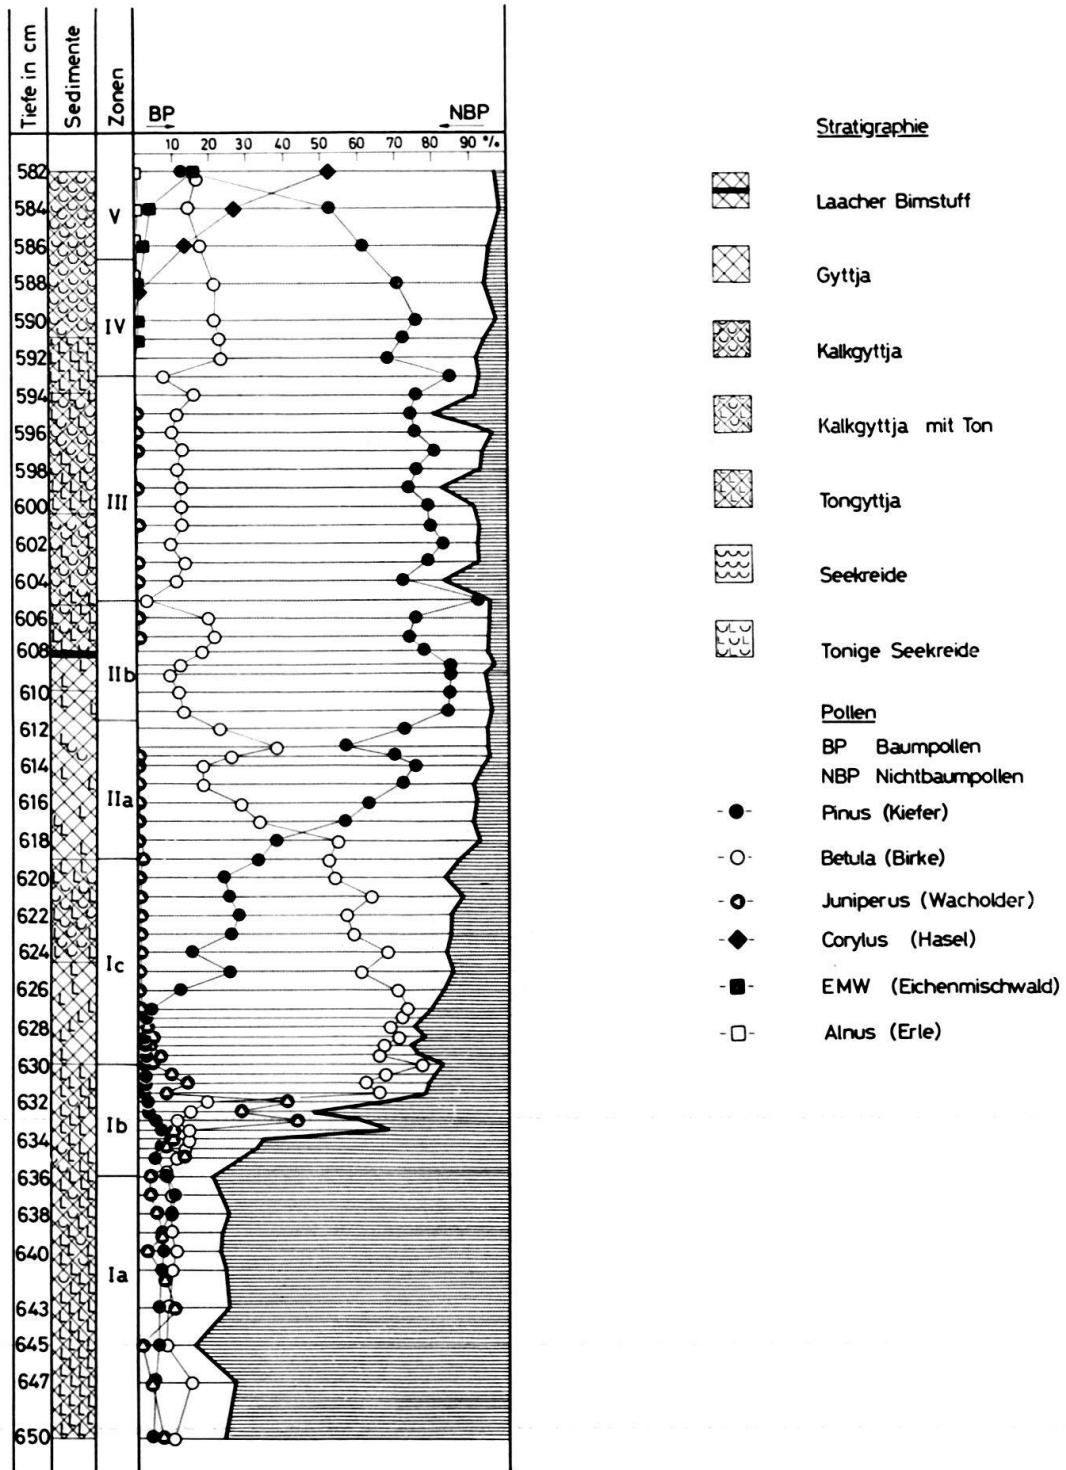 Tiefe in cm
Sedimente
Zonen
BP
NBP
10 20 30 40 50 60 70 80 90 %
582
584
586
588
590
592
594
596
598
600
602
604
606
608
610
612
614
616
618
620
622
624
626
628
630
632
634
636
638
640
643
645
647
650
V
IV
III
IIb
IIa
Ic
Ib
Ia
Stratigraphie
Laacher Bimstuff
Gyttja
Kalkgyttja
Kalkgyttja mit Ton
Tongyttja
Seekreide
Tonige Seekreide
Pollen
BP Baumpollen
NBP Nichtbaumpollen
Pinus (Kiefer)
Betula (Birke)
Juniperus (Wacholder)
Corylus (Hasel)
EMW (Eichenmischwald)
Alnus (Erle)